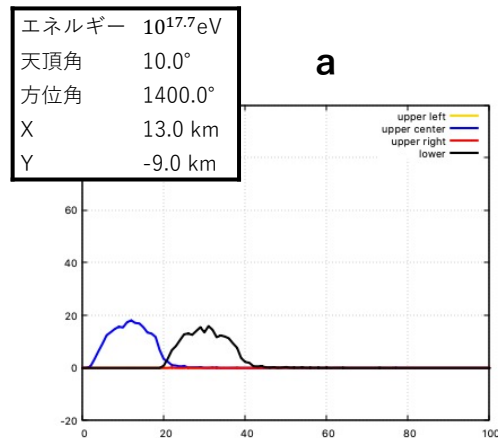 エネルギー 10^17.7eV
天頂角 10.0°
方位角 1400.0°
X 13.0 km
Y -9.0 km
a
upper left
upper center
upper right
lower
60
40
20
0
-20
0 20 40 60 80 100